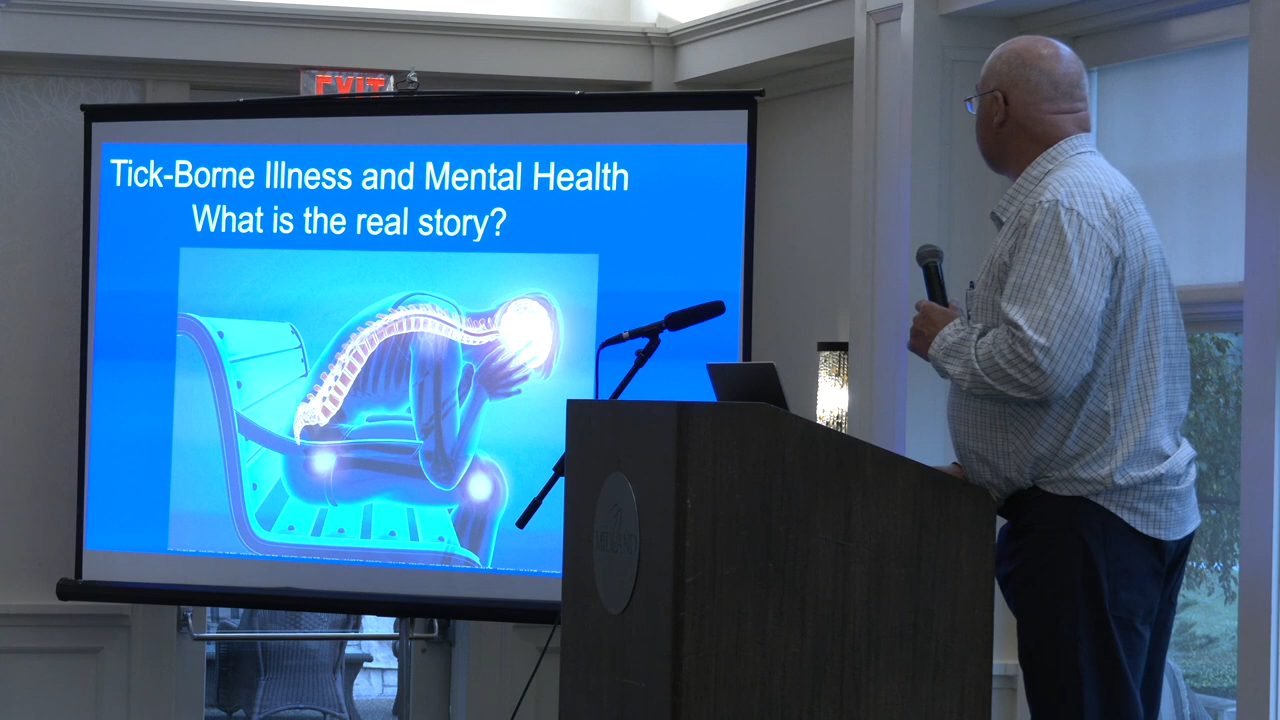 EXIT
Tick-Borne Illness and Mental Health
What is the real story?